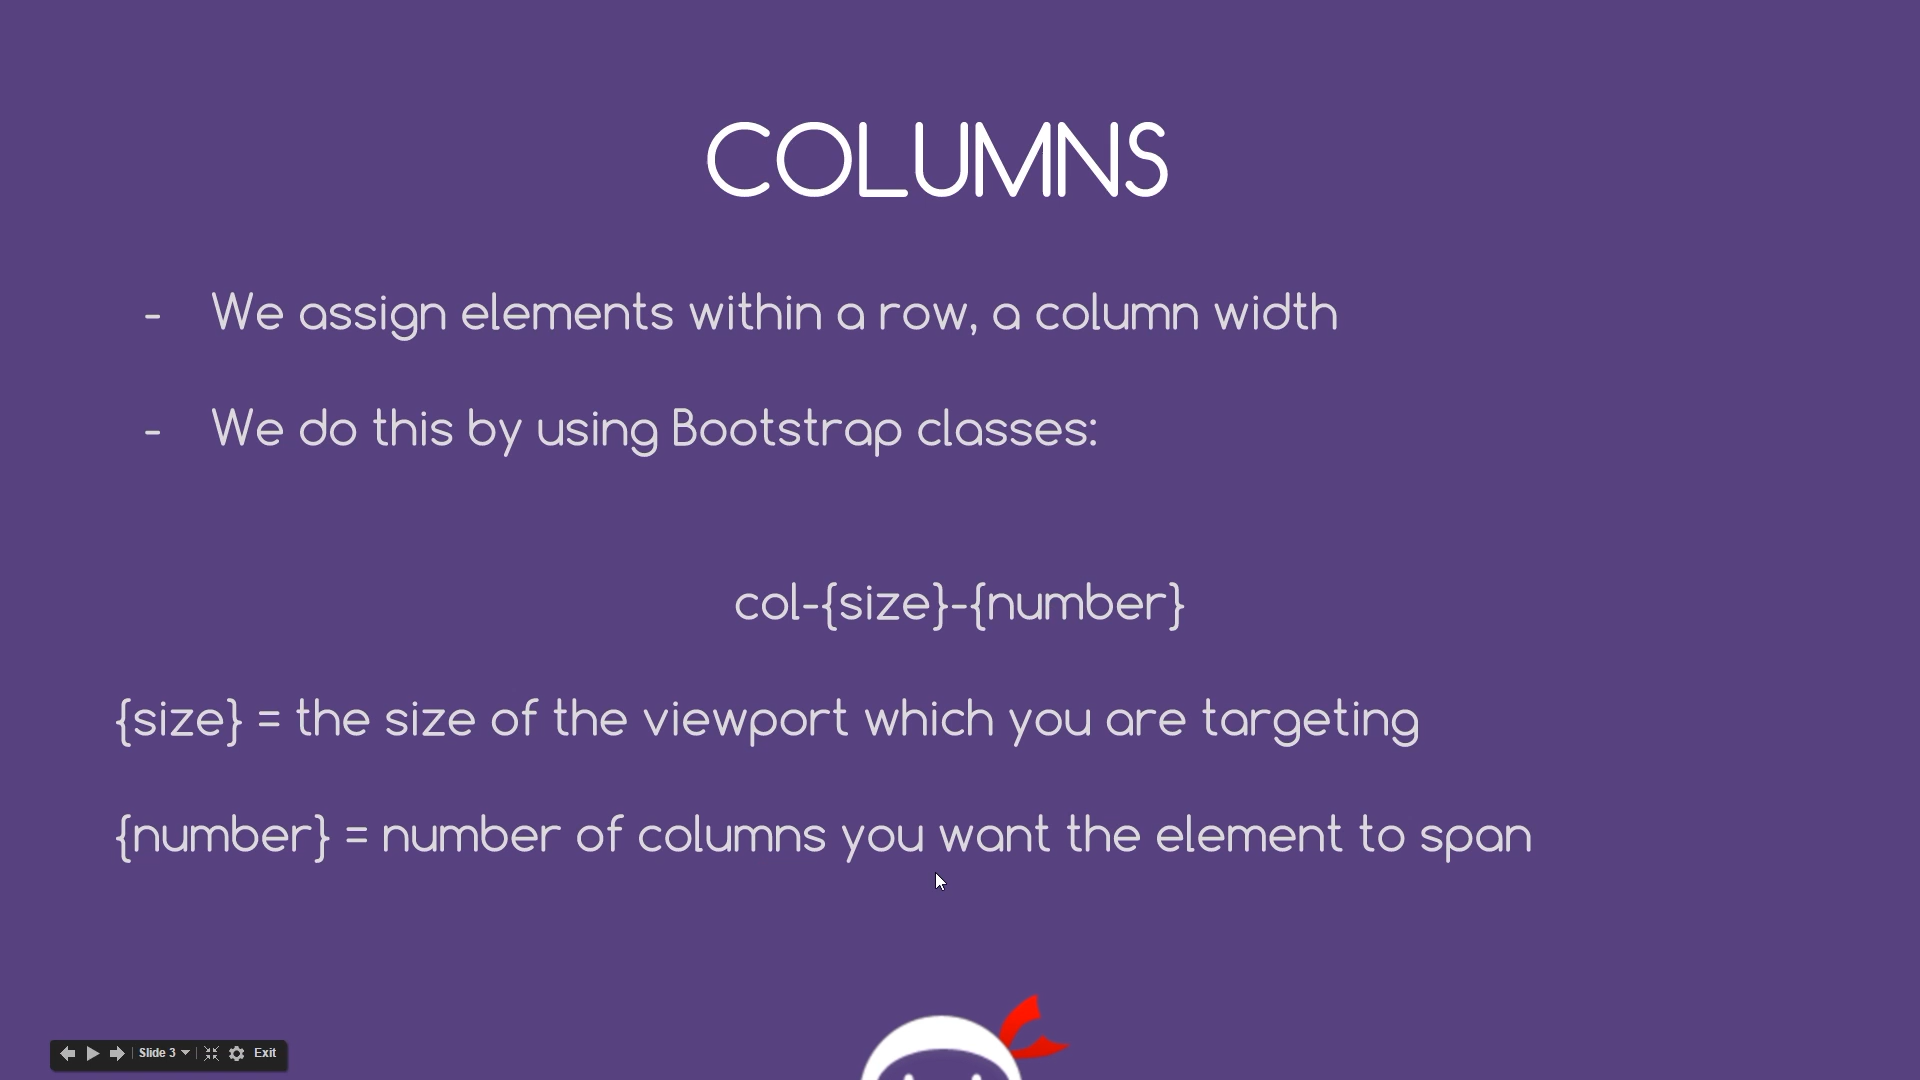 COLUMNS
- We assign elements within a row, a column width
- We do this by using Bootstrap classes:
col-{size}-{number}
{size} = the size of the viewport which you are targeting
{number} = number of columns you want the element to span
Slide 3 Exit